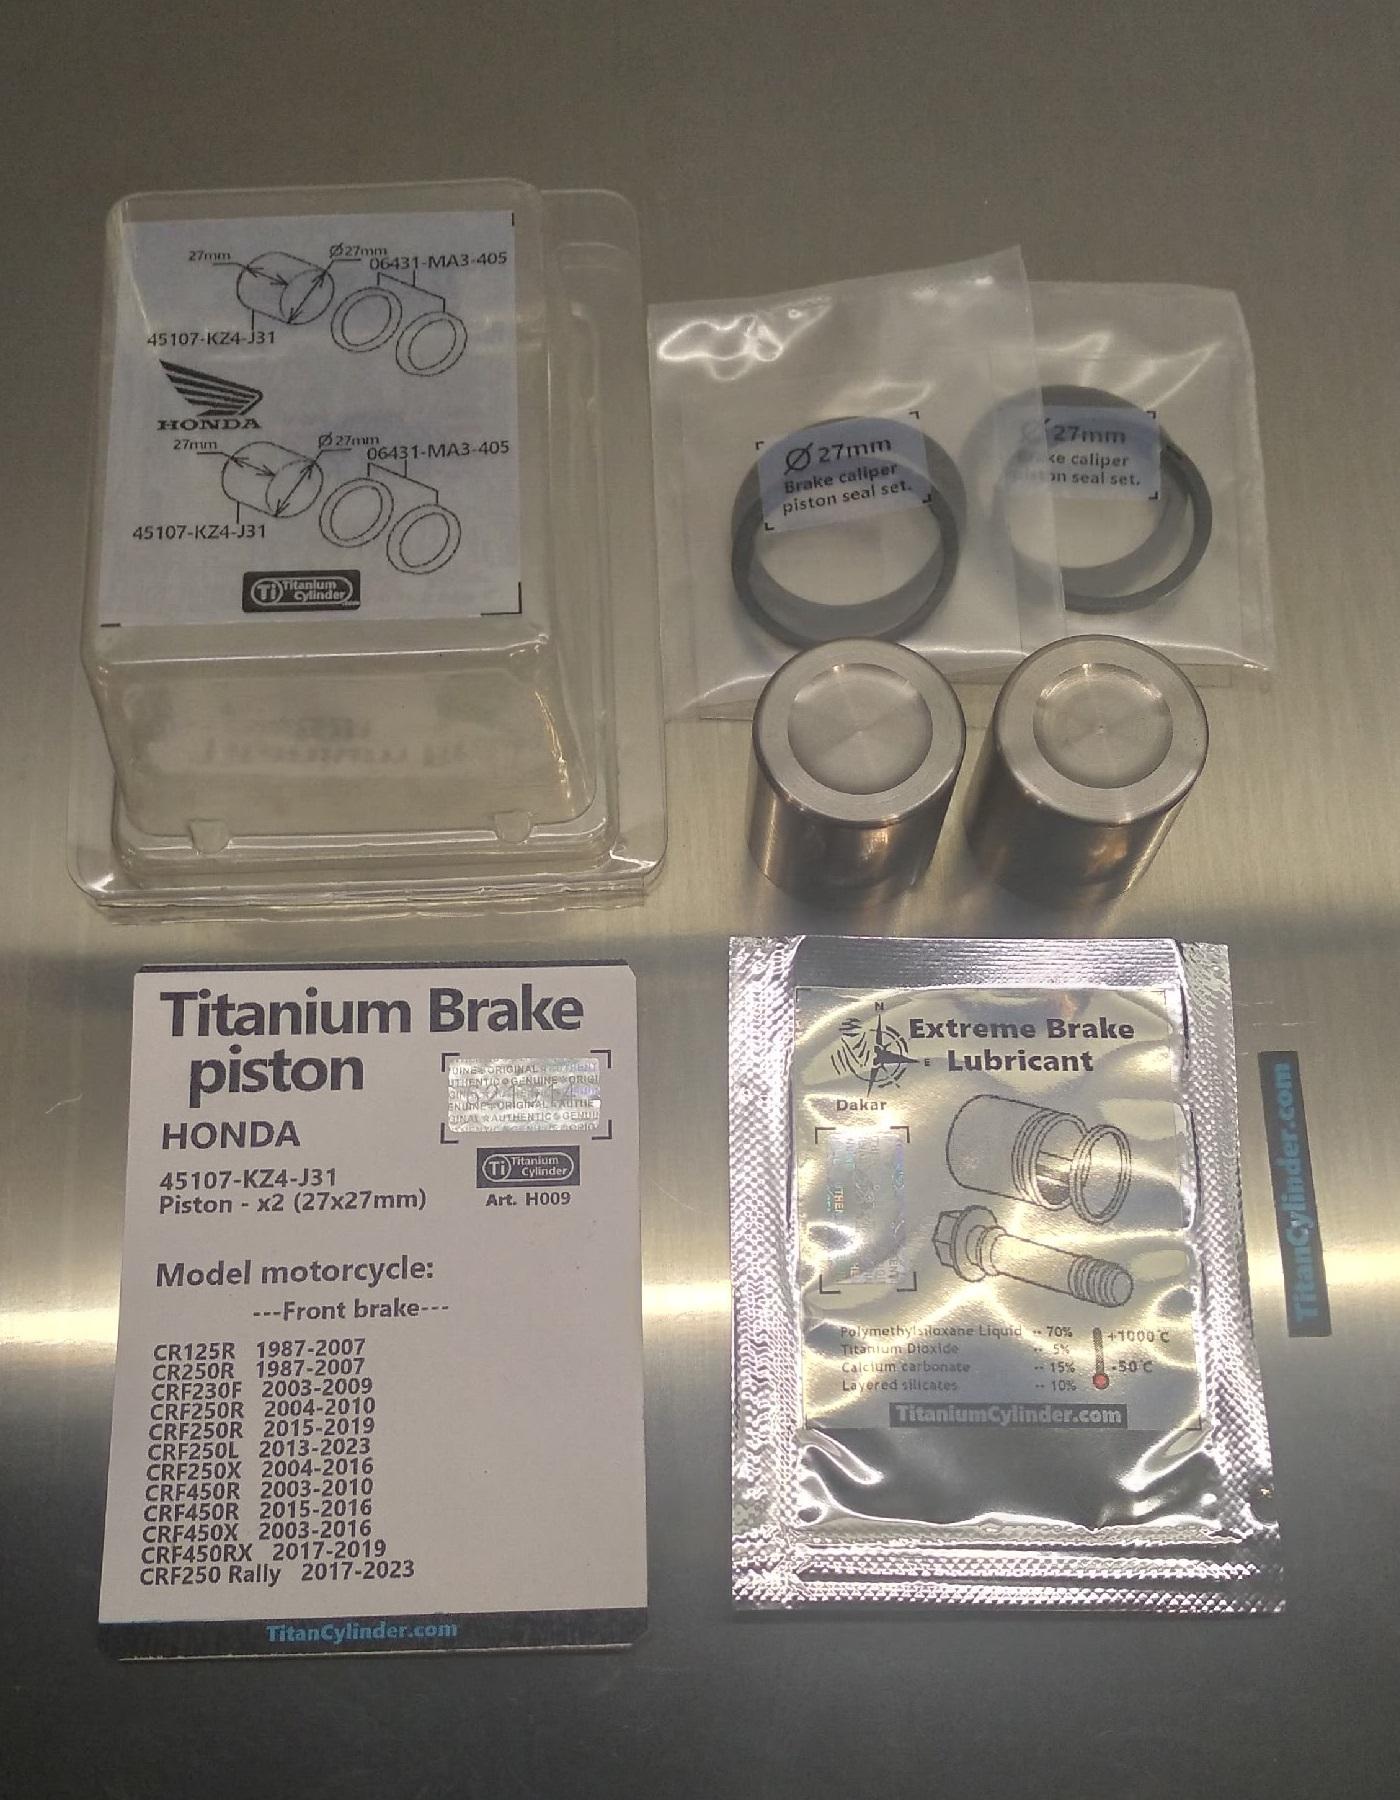 27mm
Ø27mm
06431-MA3-405
45107-KZ4-J31
HONDA
27mm
Ø27mm
06431-MA3-405
45107-KZ4-J31
Ti Titanium
Cylinder
Ø 27mm
Brake caliper
piston seal set.
Ø 27mm
caliper
piston seal set.
Titanium Brake
piston
HONDA
45107-KZ4-J31
Piston - x2 (27x27mm)
Ti Titanium
Cylinder
Art. H009
Model motorcycle:
---Front brake---
CR125R 1987-2007
CR250R 1987-2007
CRF230F 2003-2009
CRF250R 2004-2010
CRF250R 2015-2019
CRF250L 2013-2023
CRF250X 2004-2016
CRF450R 2003-2010
CRF450R 2015-2016
CRF450X 2003-2016
CRF450RX 2017-2019
CRF250 Rally 2017-2023
TitanCylinder.com
N
E
Extreme Brake
Lubricant
Dakar
Polymethylsiloxane Liquid -- 70%
Titanium Dioxide -- 5%
Calcium carbonate -- 15%
Layered silicates -- 10%
+1000°C
-50°C
TitaniumCylinder.com
TitanCylinder.com